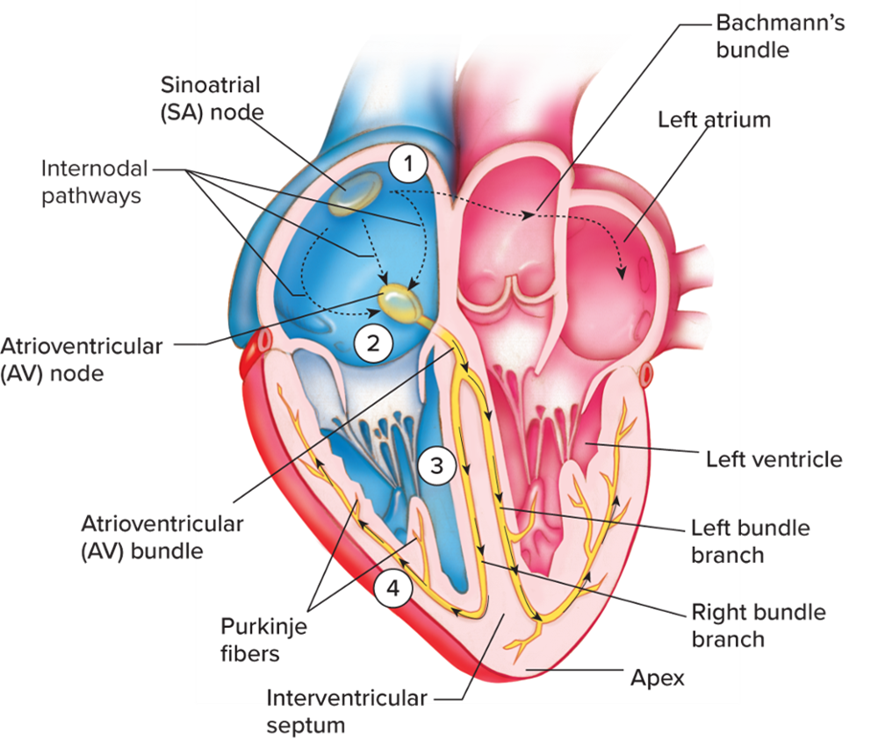 Bachmann's
bundle
Sinoatrial
(SA) node
Left atrium
Internodal
pathways
1
2
Atrioventricular
(AV) node
3
Left ventricle
Atrioventricular
(AV) bundle
Left bundle
branch
4
Purkinje
fibers
Right bundle
branch
Apex
Interventricular
septum